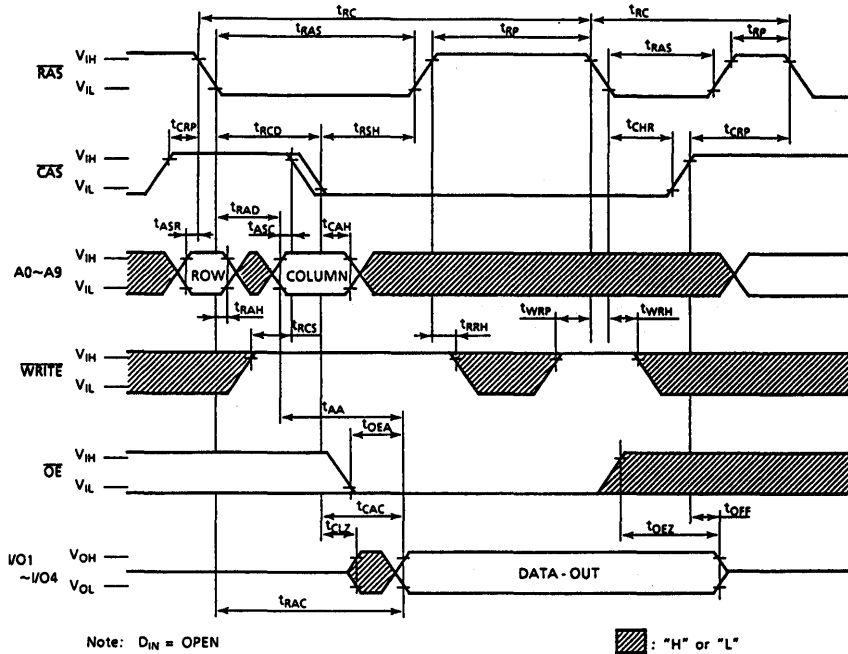 tRC tRC
tRAS tRP tRAS tRP
RAS VIH
VIL
tCRP tRCD tRSH tCHR tCRP
CAS VIH
VIL
tASR tRAD tASC tCAH
A0~A9 VIH
VIL
ROW COLUMN
tRAH tRCS tRRH tWRP tWRH
WRITE VIH
VIL
tAA
tOEA
OE VIH
VIL
tCAC tOFF
tCLZ tOEZ
I/O1
~I/O4
VOH
VOL
DATA-OUT
tRAC
Note: DIN = OPEN
: "H" or "L"